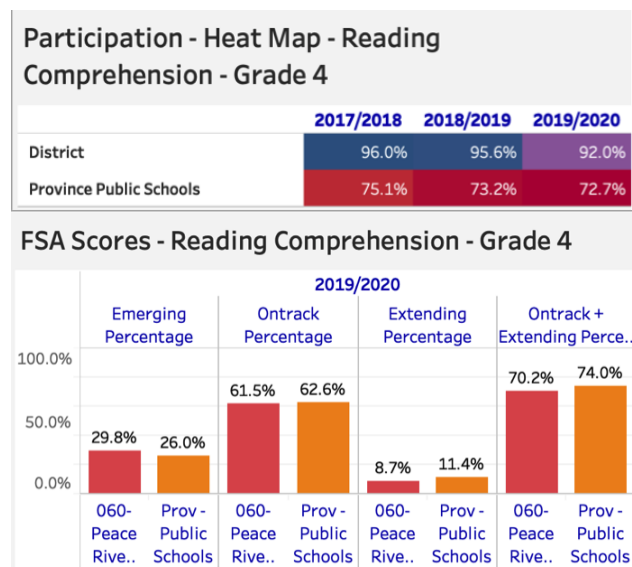 Participation - Heat Map - Reading
Comprehension - Grade 4
2017/2018 2018/2019 2019/2020
District 96.0% 95.6% 92.0%
Province Public Schools 75.1% 73.2% 72.7%
FSA Scores - Reading Comprehension - Grade 4
2019/2020
Emerging Ontrack Extending Ontrack +
Percentage Percentage Percentage Extending Perce..
100.0%
50.0%
0.0%
29.8% 26.0% 61.5% 62.6% 8.7% 11.4% 70.2% 74.0%
060- Prov - 060- Prov - 060- Prov - 060- Prov -
Peace Public Peace Public Peace Public Peace Public
Rive.. Schools Rive.. Schools Rive.. Schools Rive.. Schools